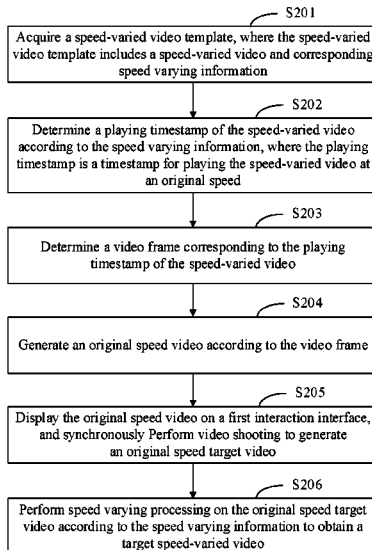 S201
Acquire a speed-varied video template, where the speed-varied
video template includes a speed-varied video and corresponding
speed varying information
S202
Determine a playing timestamp of the speed-varied video
according to the speed varying information, where the playing
timestamp is a timestamp for playing the speed-varied video at
an original speed
S203
Determine a video frame corresponding to the playing
timestamp of the speed-varied video
S204
Generate an original speed video according to the video frame
S205
Display the original speed video on a first interaction interface,
and synchronously Perform video shooting to generate
an original speed target video
S206
Perform speed varying processing on the original speed target
video according to the speed varying information to obtain a
target speed-varied video